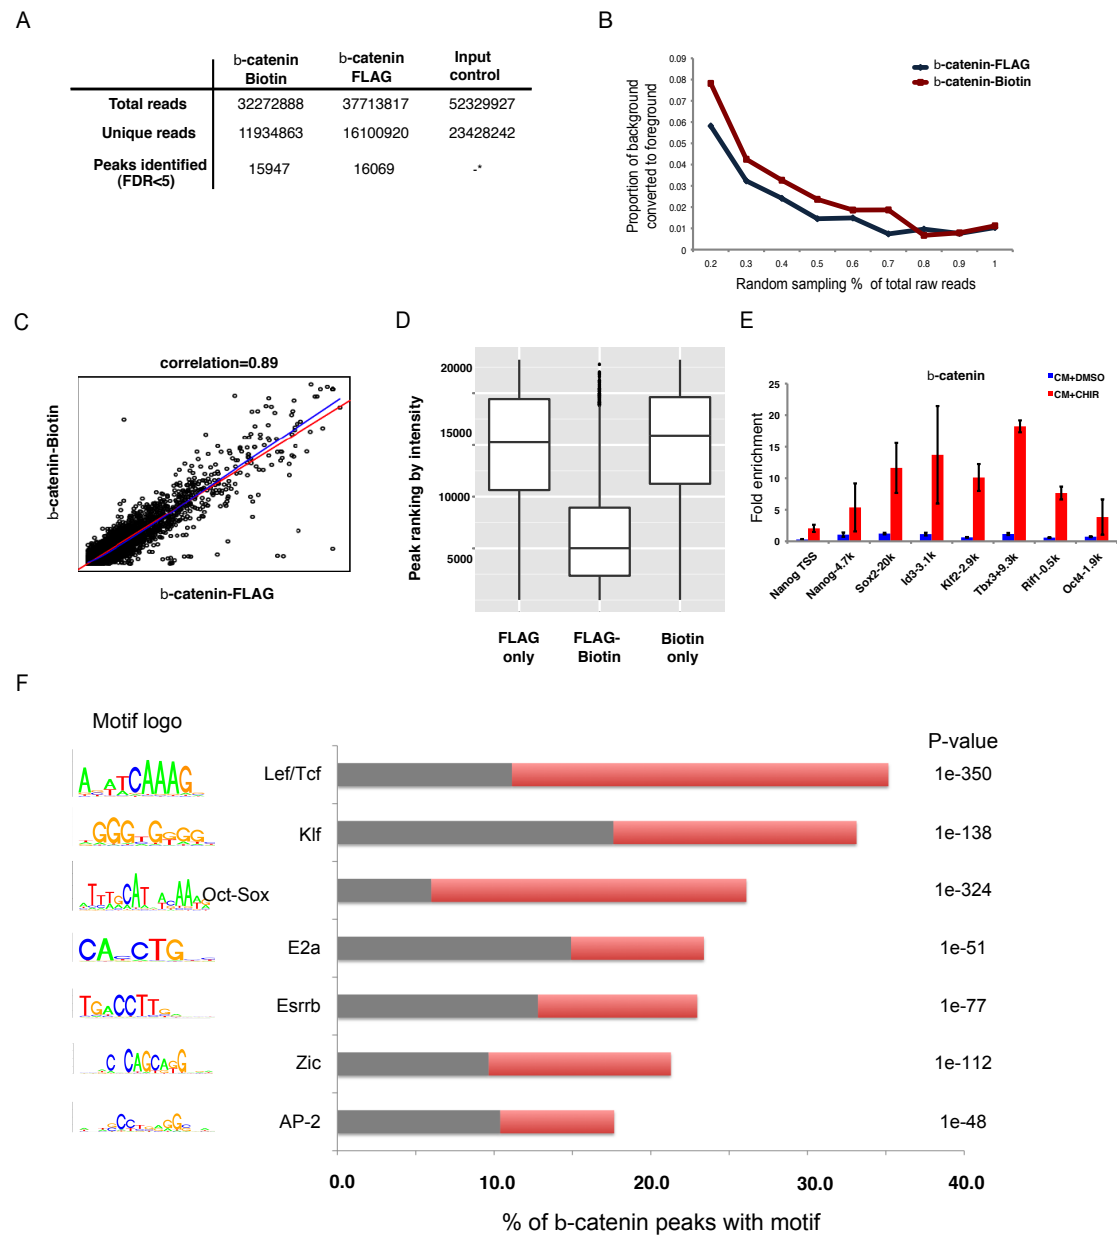 A
b-catenin Biotin
b-catenin FLAG
Input control
Total reads 32272888 37713817 52329927
Unique reads 11934863 16100920 23428242
Peaks identified (FDR<5) 15947 16069 -*
B
b-catenin-FLAG
b-catenin-Biotin
Proportion of background
converted to foreground
0.09
0.08
0.07
0.06
0.05
0.04
0.03
0.02
0.01
0
0.2 0.3 0.4 0.5 0.6 0.7 0.8 0.9 1
Random sampling % of total raw reads
C
correlation=0.89
b-catenin-Biotin
b-catenin-FLAG
D
Peak ranking by intensity
20000
15000
10000
5000
FLAG only
FLAG-Biotin
Biotin only
E
b-catenin
CM+DMSO
CM+CHIR
Fold enrichment
25
20
15
10
5
0
Nanog TSS
Nanog-4.7k
Sox2-20k
Id3-3.1k
Klf2-2.9k
Tbx3+9.3k
Rif1-0.5k
Oct4-1.9k
F
Motif logo
P-value
Lef/Tcf 1e-350
Klf 1e-138
Oct-Sox 1e-324
E2a 1e-51
Esrrb 1e-77
Zic 1e-112
AP-2 1e-48
0.0 10.0 20.0 30.0 40.0
% of b-catenin peaks with motif